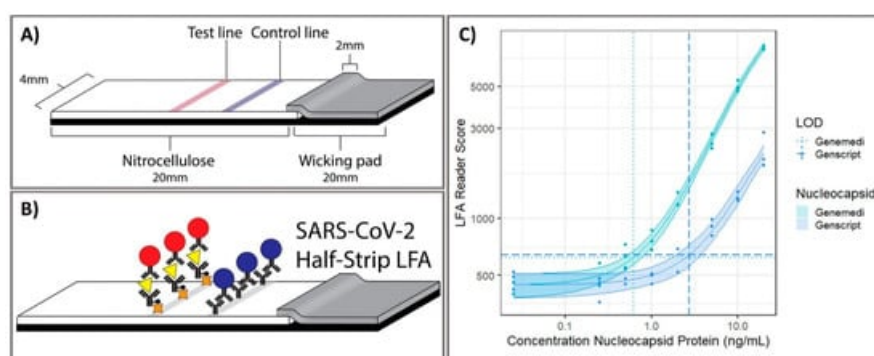 A)
Test line
Control line
2mm
4mm
Nitrocellulose
20mm
Wicking pad
20mm
B)
SARS-CoV-2
Half-Strip LFA
C)
LFA Reader Score
5000
3000
1000
500
0.1
1.0
10.0
Concentration Nucleocapsid Protein (ng/mL)
LOD
Genemedi
Genscript
Nucleocapsid
Genemedi
Genscript